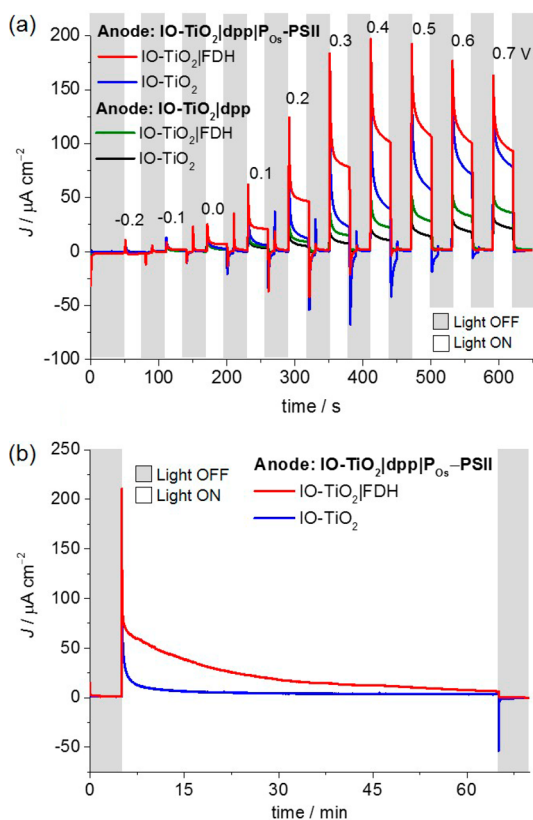 (a)
Anode: IO-TiO₂|dpp|P_Os-PSII
IO-TiO₂|FDH
IO-TiO₂
Anode: IO-TiO₂|dpp
IO-TiO₂|FDH
IO-TiO₂
-0.2
-0.1
0.0
0.1
0.2
0.3
0.4
0.5
0.6
0.7 V
Light OFF
Light ON
J / μA cm⁻²
200
150
100
50
0
-50
-100
0 100 200 300 400 500 600
time / s
(b)
Light OFF
Light ON
Anode: IO-TiO₂|dpp|P_Os–PSII
IO-TiO₂|FDH
IO-TiO₂
J / μA cm⁻²
250
200
150
100
50
0
-50
0 15 30 45 60
time / min